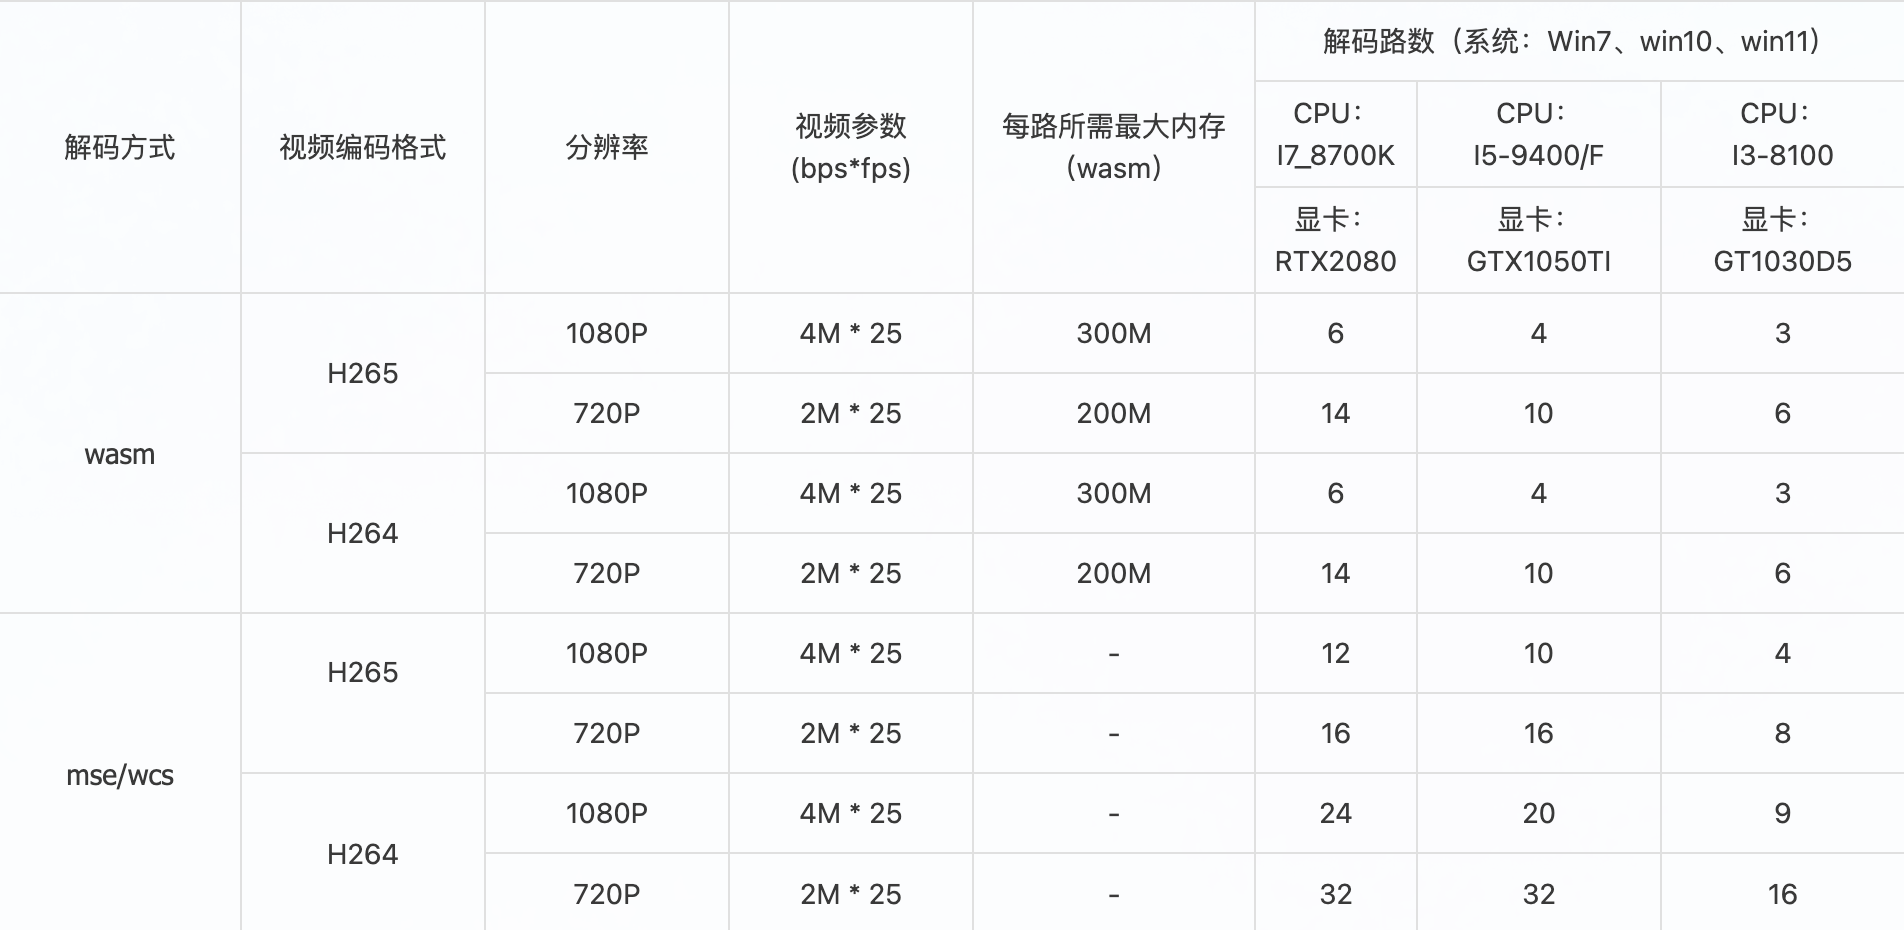 解码方式
视频编码格式
分辨率
视频参数
(bps*fps)
每路所需最大内存
（wasm）
解码路数（系统：Win7、win10、win11）
CPU：
I7_8700K
CPU：
I5-9400/F
CPU：
I3-8100
显卡：
RTX2080
显卡：
GTX1050TI
显卡：
GT1030D5
wasm
H265
1080P 4M * 25 300M 6 4 3
720P 2M * 25 200M 14 10 6
H264
1080P 4M * 25 300M 6 4 3
720P 2M * 25 200M 14 10 6
mse/wcs
H265
1080P 4M * 25 - 12 10 4
720P 2M * 25 - 16 16 8
H264
1080P 4M * 25 - 24 20 9
720P 2M * 25 - 32 32 16